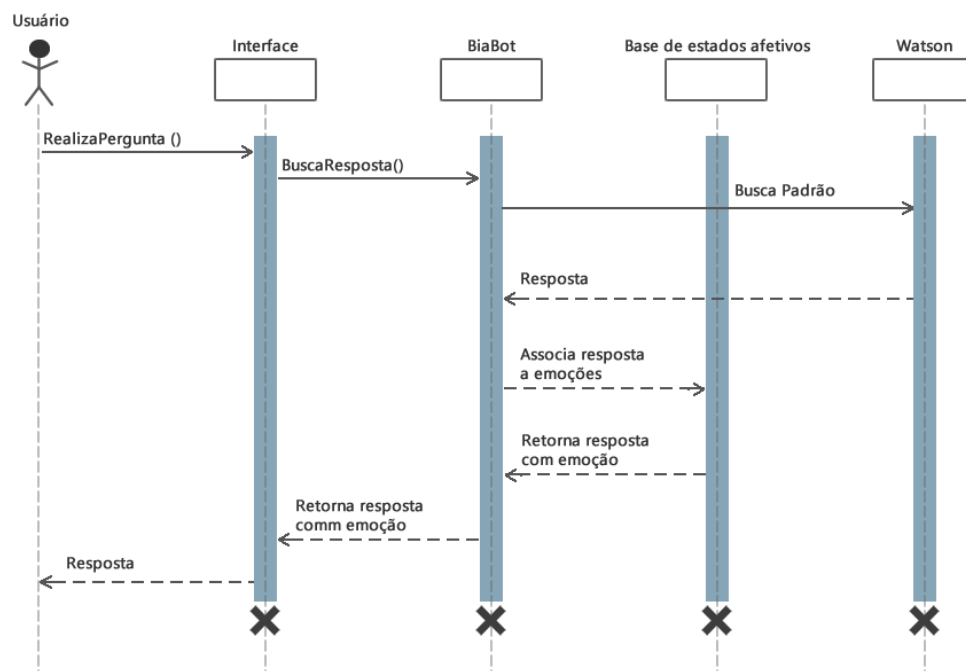 Usuário
Interface
BiaBot
Base de estados afetivos
Watson
RealizaPergunta ()
BuscaResposta()
Busca Padrão
Resposta
Associa resposta
a emoções
Retorna resposta
com emoção
Retorna resposta
comm emoção
Resposta